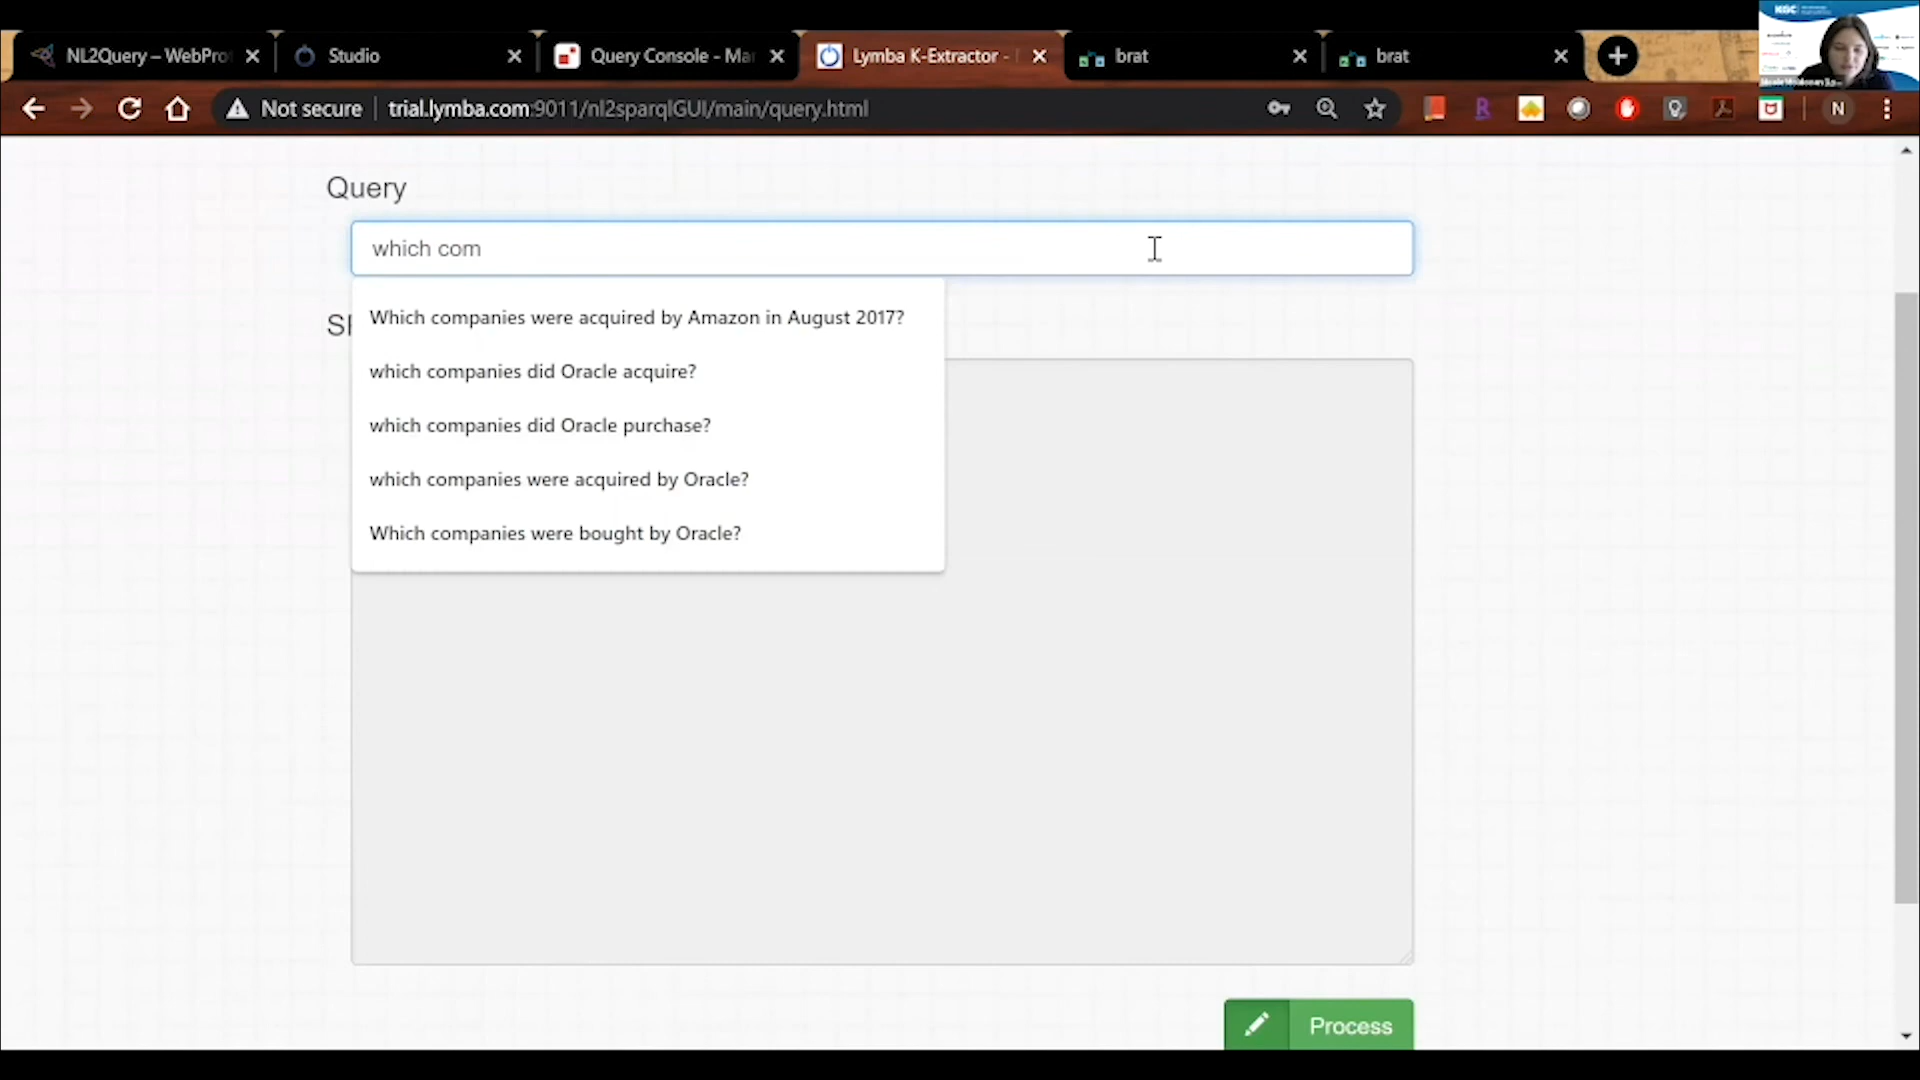 NL2Query – WebPro
Studio
Query Console - Ma
Lymba K-Extractor -
brat
brat
Not secure
trial.lymba.com:9011/nl2sparqlGUI/main/query.html
N
KGC
Query
which com
Which companies were acquired by Amazon in August 2017?
which companies did Oracle acquire?
which companies did Oracle purchase?
which companies were acquired by Oracle?
Which companies were bought by Oracle?
Process